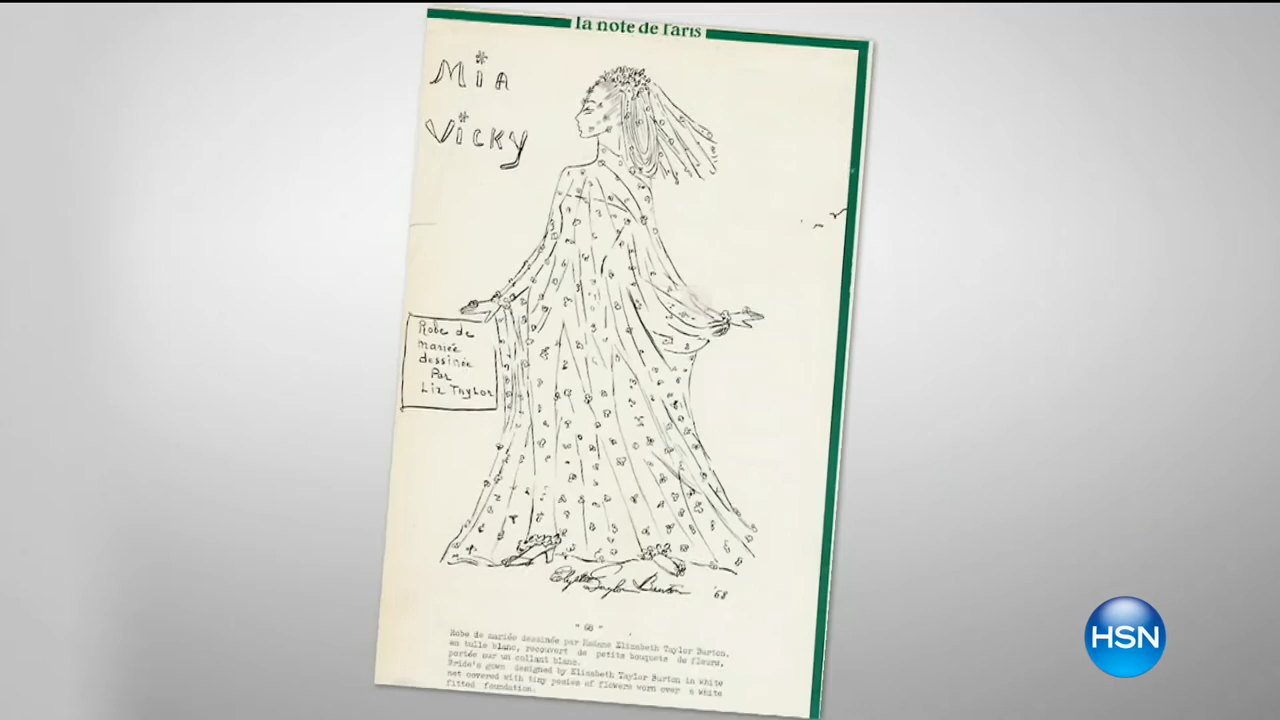 la note de Paris
Mia
Vicky
Robe de
mariée
dessinée
Par
Liz Taylor
Elizabeth Taylor Burton '68
" 68 "
Robe de mariée dessinée par Madame Elizabeth Taylor Burton,
en tulle blanc, recouvert de petits bouquets de fleurs,
portée sur un collant blanc.
Bride's gown designed by Elizabeth Taylor Burton in white
net covered with tiny posies of flowers worn over a white
fitted foundation.
HSN